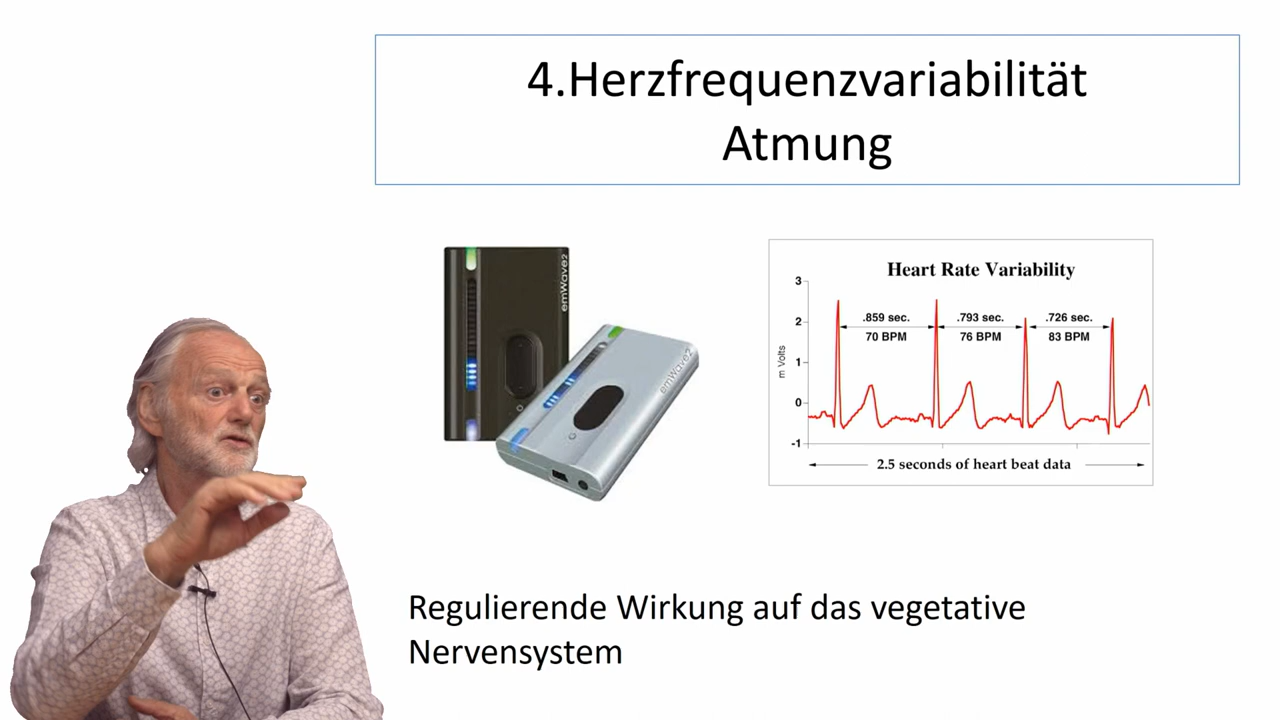 4.Herzfrequenzvariabilität
Atmung
emWave2
emWave2
Heart Rate Variability
3
2
1
0
-1
m Volts
.859 sec.
.793 sec.
.726 sec.
70 BPM
76 BPM
83 BPM
2.5 seconds of heart beat data
Regulierende Wirkung auf das vegetative
Nervensystem